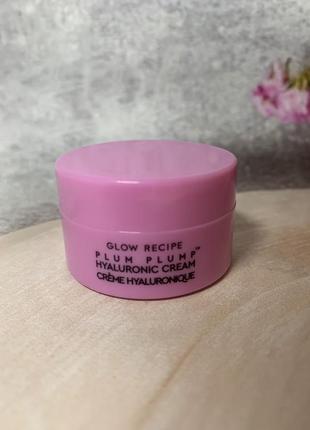 GLOW RECIPE
PLUM PLUMP™
HYALURONIC CREAM
CRÈME HYALURONIQUE